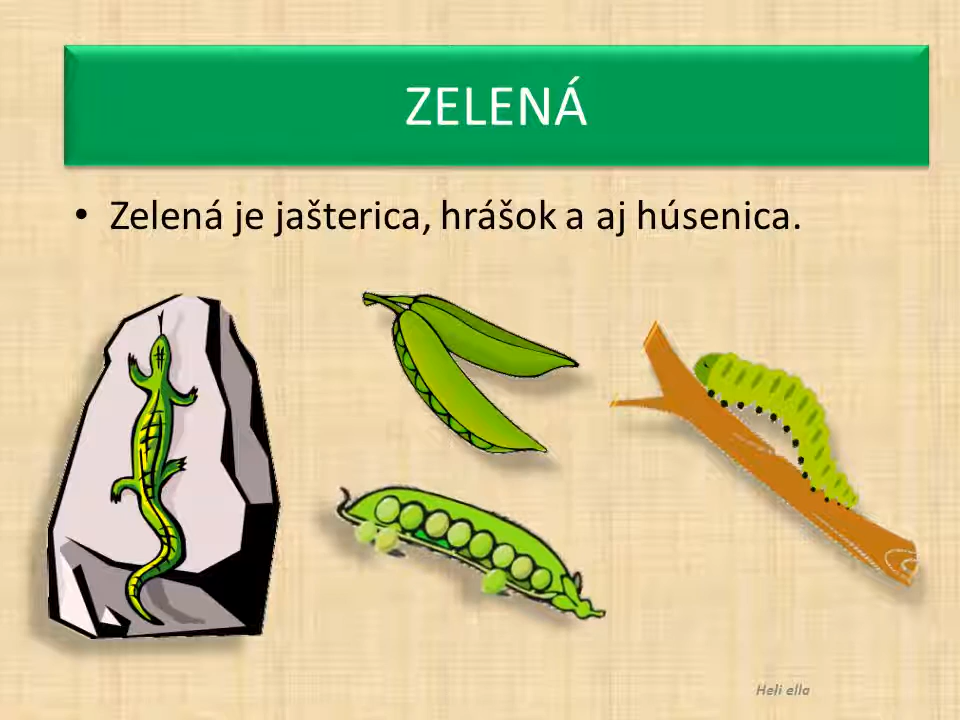 ZELENÁ
• Zelená je jašterica, hrášok a aj húsenica.
Heli ella